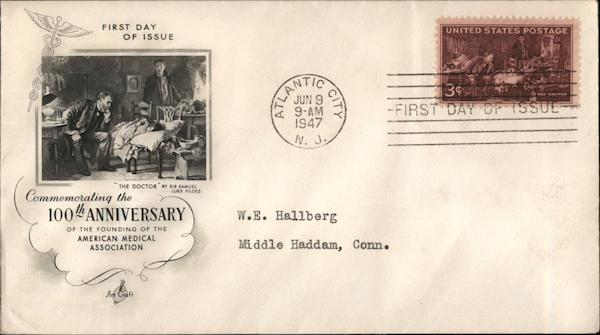 FIRST DAY
OF ISSUE
"THE DOCTOR" BY SIR SAMUEL
LUKE FILDES
Commemorating the
100th ANNIVERSARY
OF THE FOUNDING OF THE
AMERICAN MEDICAL
ASSOCIATION
Art Craft
ATLANTIC CITY
JUN 9
9-AM
1947
N. J.
UNITED STATES POSTAGE
3¢
FIRST DAY OF ISSUE
W.E. Hallberg
Middle Haddam, Conn.